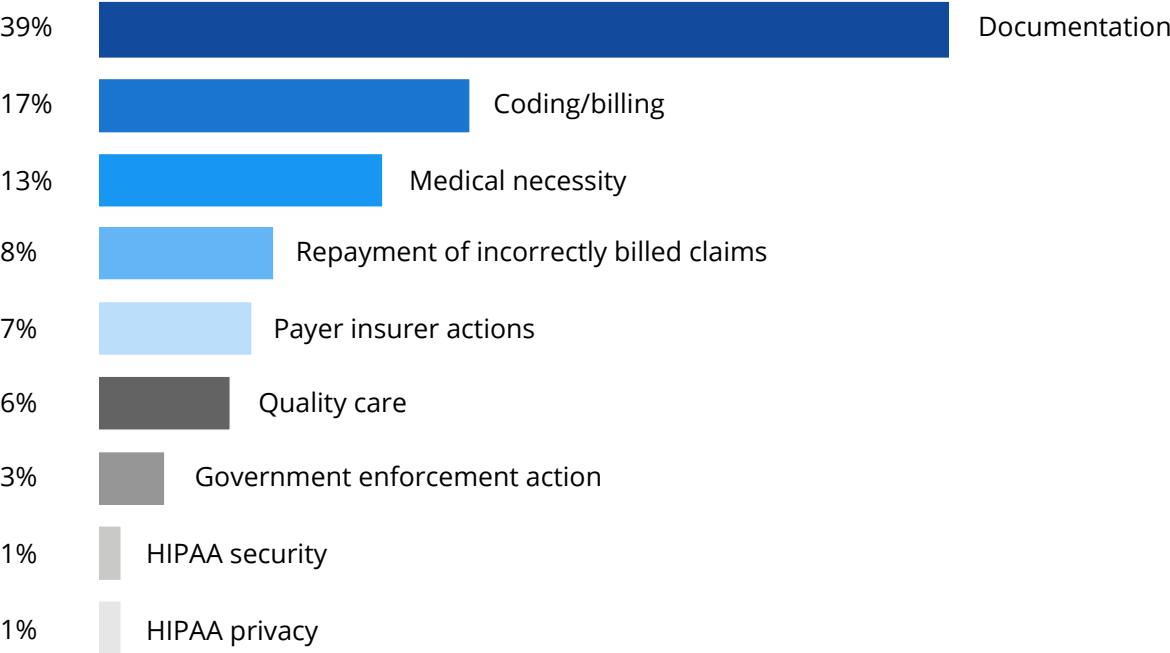 39% Documentation
17% Coding/billing
13% Medical necessity
8% Repayment of incorrectly billed claims
7% Payer insurer actions
6% Quality care
3% Government enforcement action
1% HIPAA security
1% HIPAA privacy